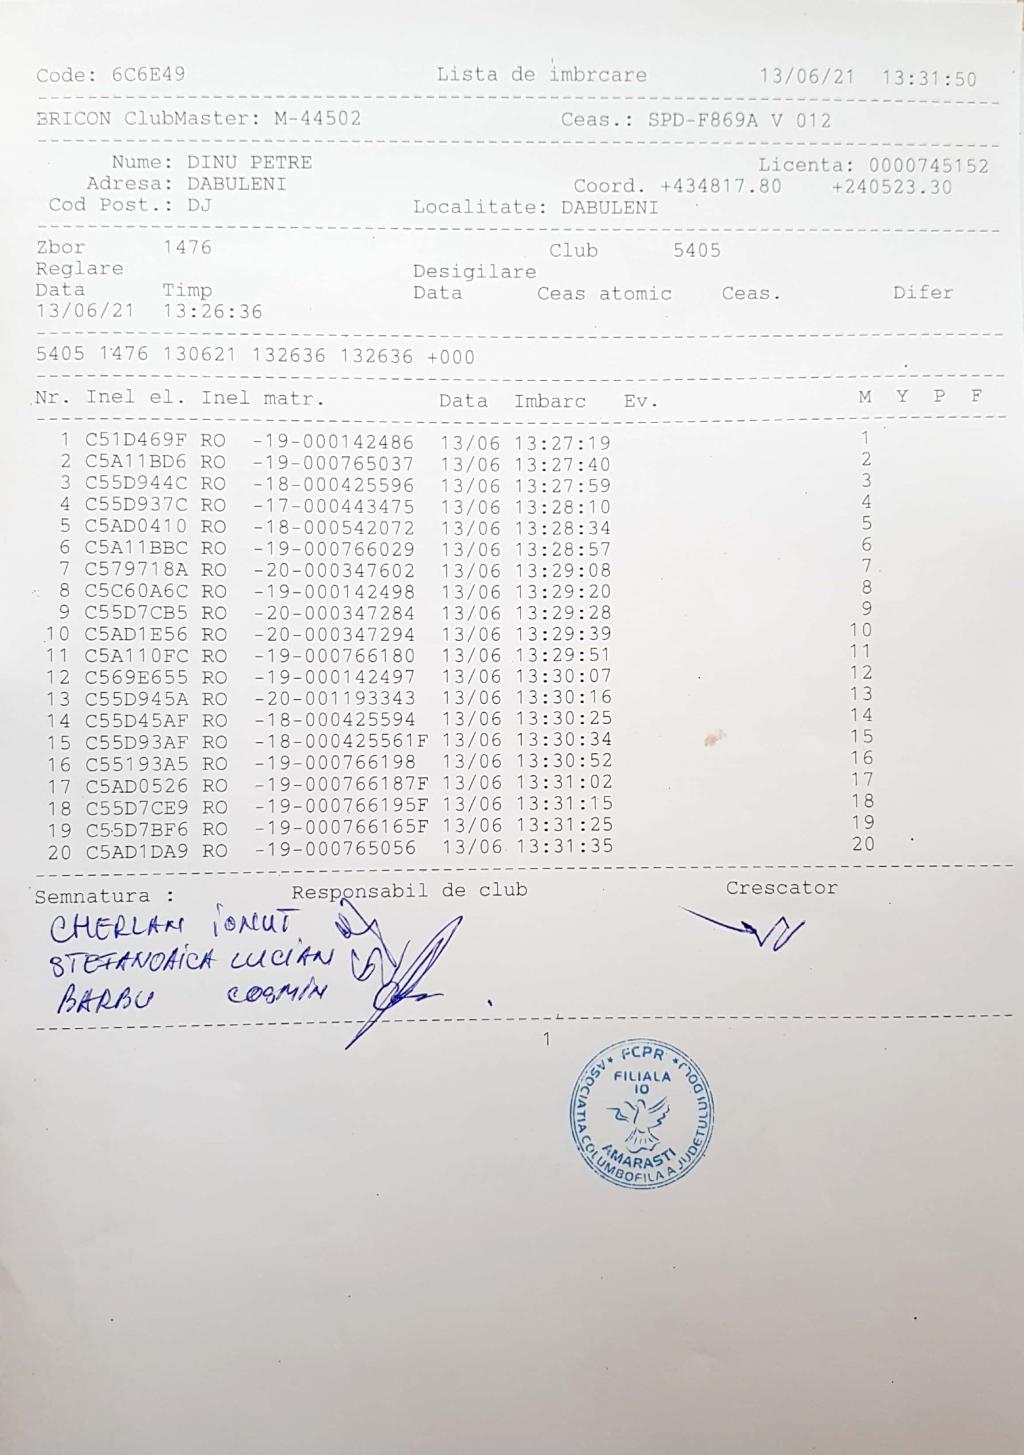 Code: 6C6E49 Lista de imbrcare 13/06/21 13:31:50
BRICON ClubMaster: M-44502 Ceas.: SPD-F869A V 012
Nume: DINU PETRE Licenta: 0000745152
Adresa: DABULENI Coord. +434817.80 +240523.30
Cod Post.: DJ Localitate: DABULENI
Zbor 1476 Club 5405
Reglare Desigilare
Data Timp Data Ceas atomic Ceas. Difer
13/06/21 13:26:36
5405 1476 130621 132636 132636 +000
Nr. Inel el. Inel matr. Data Imbarc Ev. M Y P F
1 C51D469F RO -19-000142486 13/06 13:27:19 1
2 C5A11BD6 RO -19-000765037 13/06 13:27:40 2
3 C55D944C RO -18-000425596 13/06 13:27:59 3
4 C55D937C RO -17-000443475 13/06 13:28:10 4
5 C5AD0410 RO -18-000542072 13/06 13:28:34 5
6 C5A11BBC RO -19-000766029 13/06 13:28:57 6
7 C579718A RO -20-000347602 13/06 13:29:08 7
8 C5C60A6C RO -19-000142498 13/06 13:29:20 8
9 C55D7CB5 RO -20-000347284 13/06 13:29:28 9
10 C5AD1E56 RO -20-000347294 13/06 13:29:39 10
11 C5A110FC RO -19-000766180 13/06 13:29:51 11
12 C569E655 RO -19-000142497 13/06 13:30:07 12
13 C55D945A RO -20-001193343 13/06 13:30:16 13
14 C55D45AF RO -18-000425594 13/06 13:30:25 14
15 C55D93AF RO -18-000425561F 13/06 13:30:34 15
16 C55193A5 RO -19-000766198 13/06 13:30:52 16
17 C5AD0526 RO -19-000766187F 13/06 13:31:02 17
18 C55D7CE9 RO -19-000766195F 13/06 13:31:15 18
19 C55D7BF6 RO -19-000766165F 13/06 13:31:25 19
20 C5AD1DA9 RO -19-000765056 13/06 13:31:35 20
Semnatura : Responsabil de club Crescator
CHERLAN IONUT
STEFANOAICA LUCIAN
BARBU COSMIN
1
FCPR
FILIALA
10
AMARASTI
ASOCIATIA COLUMBOFILA A JUDETULUI DOLJ